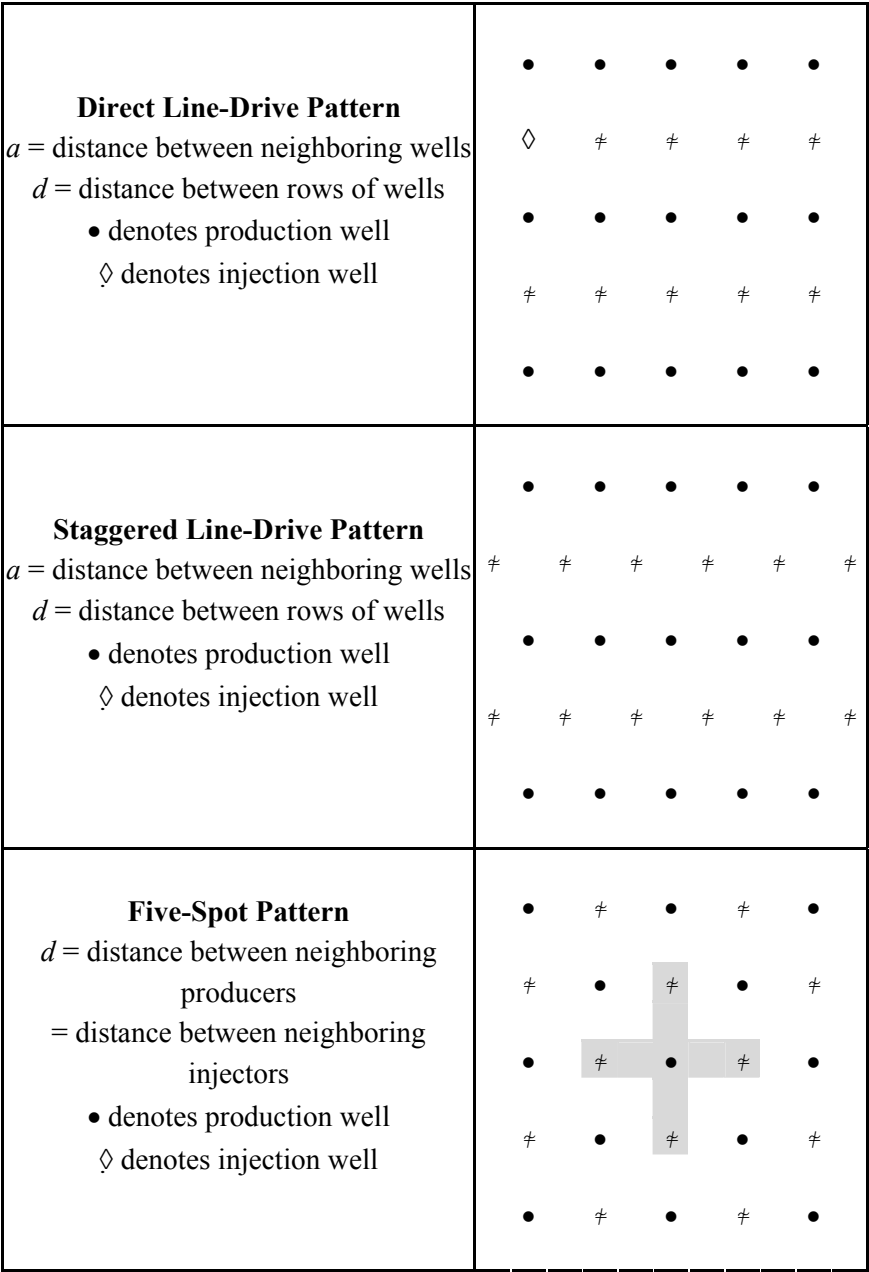 Direct Line-Drive Pattern
a = distance between neighboring wells
d = distance between rows of wells
• denotes production well
◊ denotes injection well
• • • • •
◊ ≠ ≠ ≠ ≠
• • • • •
≠ ≠ ≠ ≠ ≠
• • • • •
Staggered Line-Drive Pattern
a = distance between neighboring wells
d = distance between rows of wells
• denotes production well
◊ denotes injection well
• • • • •
≠ ≠ ≠ ≠ ≠ ≠
• • • • •
≠ ≠ ≠ ≠ ≠ ≠
• • • • •
Five-Spot Pattern
d = distance between neighboring
producers
= distance between neighboring
injectors
• denotes production well
◊ denotes injection well
• ≠ • ≠ •
≠ • ≠ • ≠
• ≠ • ≠ •
≠ • ≠ • ≠
• ≠ • ≠ •